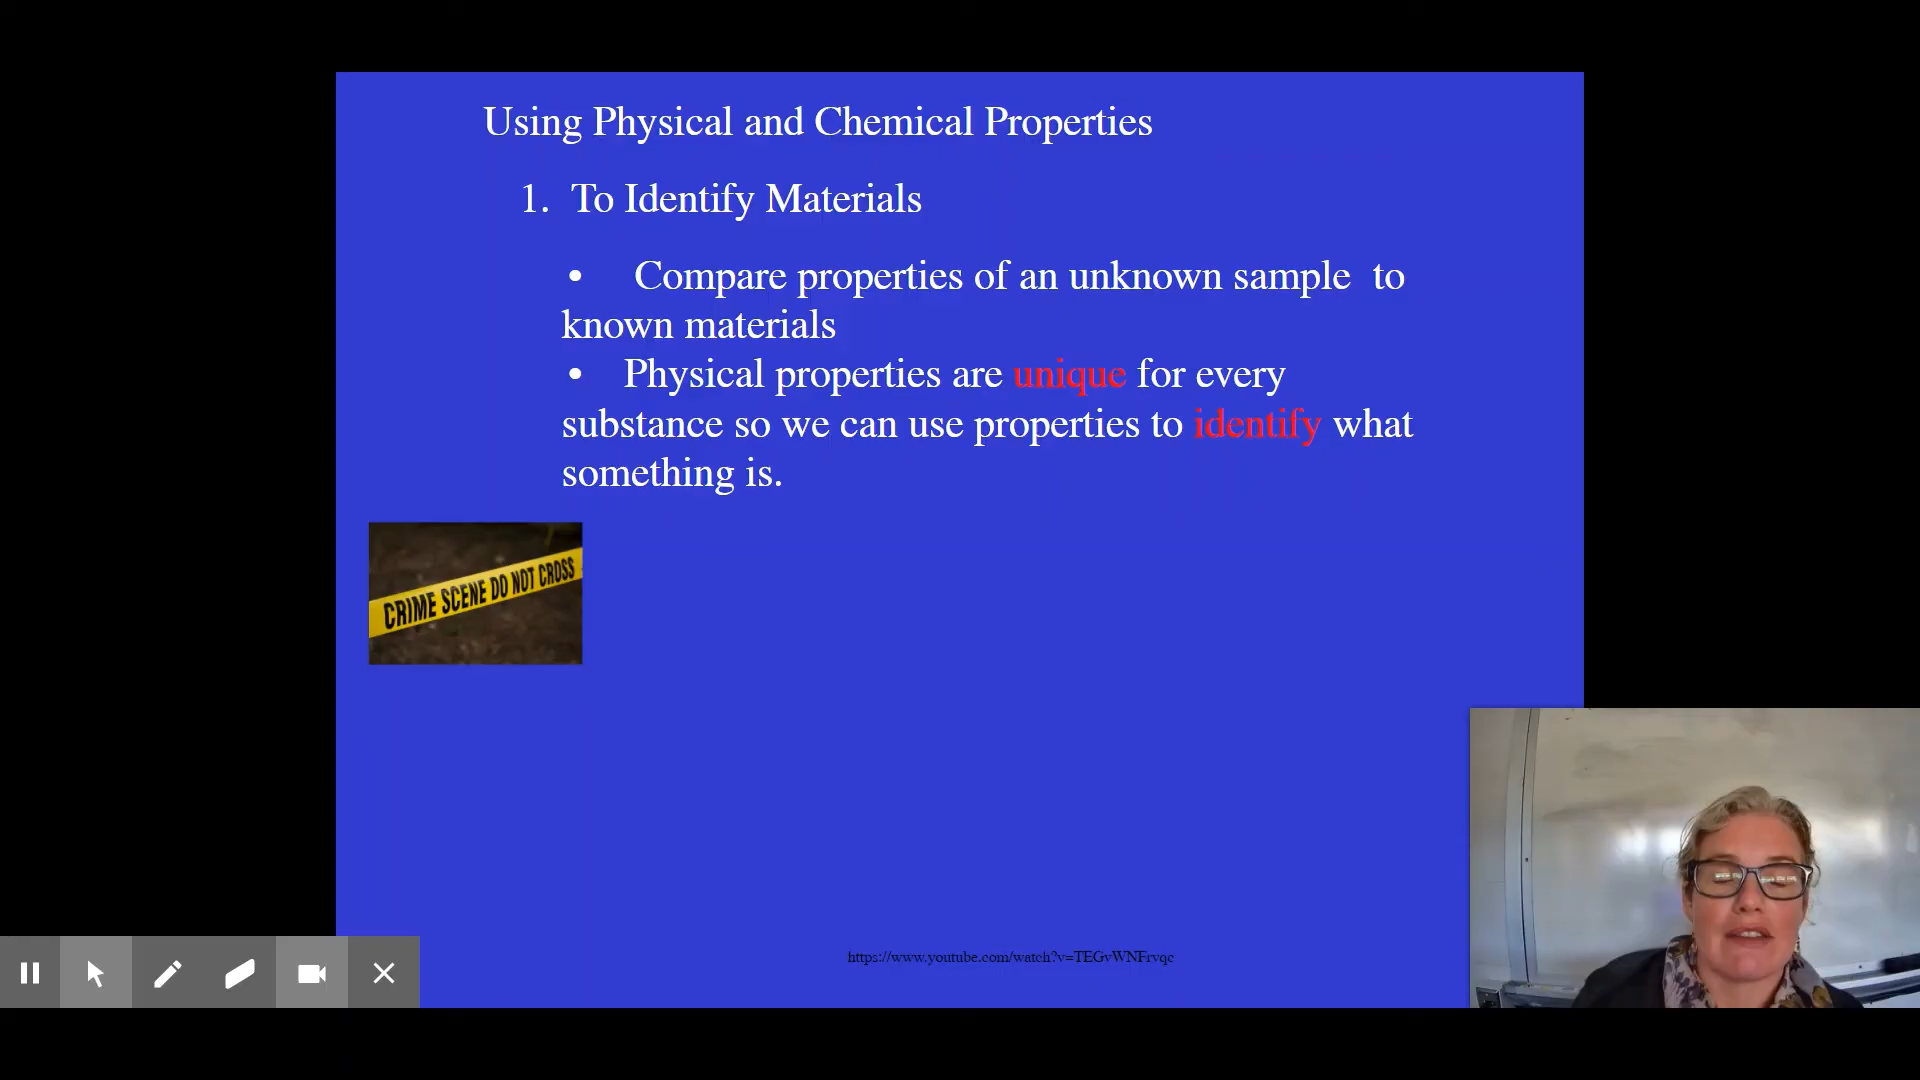 Using Physical and Chemical Properties
1. To Identify Materials
• Compare properties of an unknown sample to
known materials
• Physical properties are unique for every
substance so we can use properties to identify what
something is.
CRIME SCENE DO NOT CROSS
https://www.youtube.com/watch?v=TEGvWNFrvqc